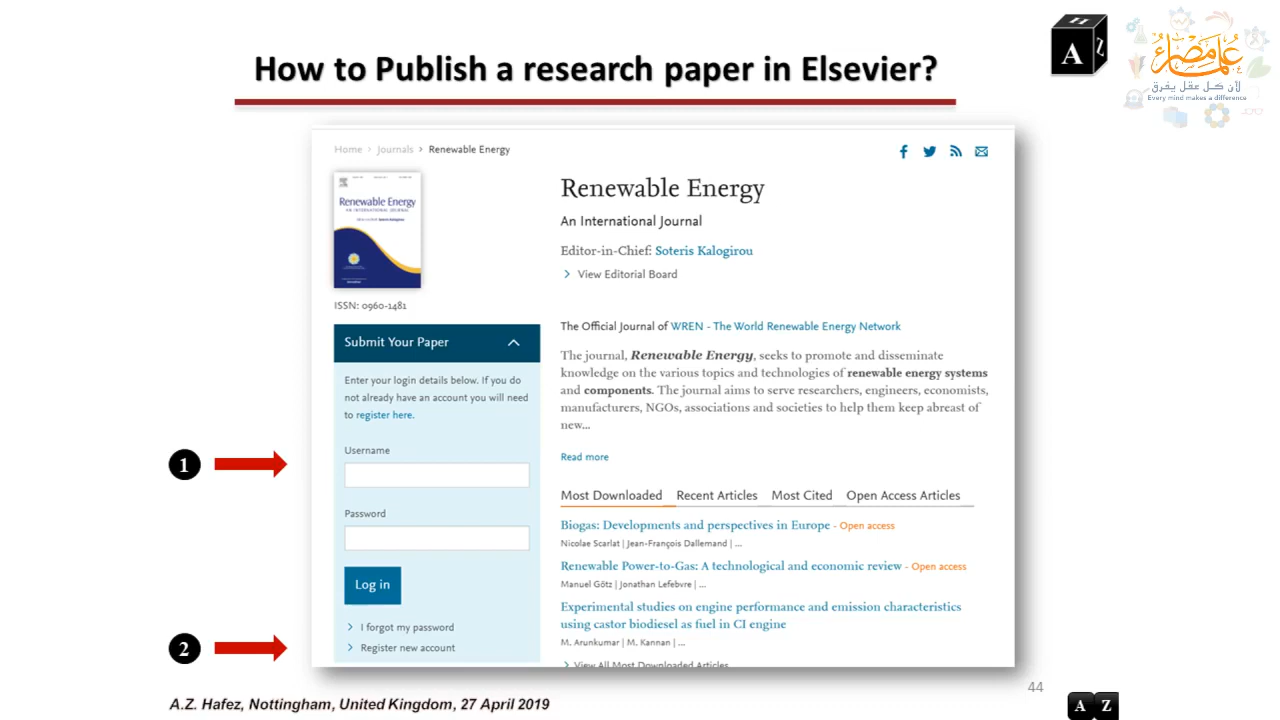 How to Publish a research paper in Elsevier?
H
A
Z
علماء مصر
لأن كل عقل يفرق
Every mind makes a difference
Home > Journals > Renewable Energy
Renewable Energy
AN INTERNATIONAL JOURNAL
ISSN: 0960-1481
Renewable Energy
An International Journal
Editor-in-Chief: Soteris Kalogirou
View Editorial Board
The Official Journal of WREN - The World Renewable Energy Network
The journal, Renewable Energy, seeks to promote and disseminate
knowledge on the various topics and technologies of renewable energy systems
and components. The journal aims to serve researchers, engineers, economists,
manufacturers, NGOs, associations and societies to help them keep abreast of
new...
Read more
Submit Your Paper
Enter your login details below. If you do
not already have an account you will need
to register here.
1
Username
Password
Log in
I forgot my password
2
Register new account
Most Downloaded Recent Articles Most Cited Open Access Articles
Biogas: Developments and perspectives in Europe - Open access
Nicolae Scarlat | Jean-François Dallemand | ...
Renewable Power-to-Gas: A technological and economic review - Open access
Manuel Götz | Jonathan Lefebvre | ...
Experimental studies on engine performance and emission characteristics
using castor biodiesel as fuel in CI engine
M. Arunkumar | M. Kannan | ...
View All Most Downloaded Articles
44
A.Z. Hafez, Nottingham, United Kingdom, 27 April 2019
A Z